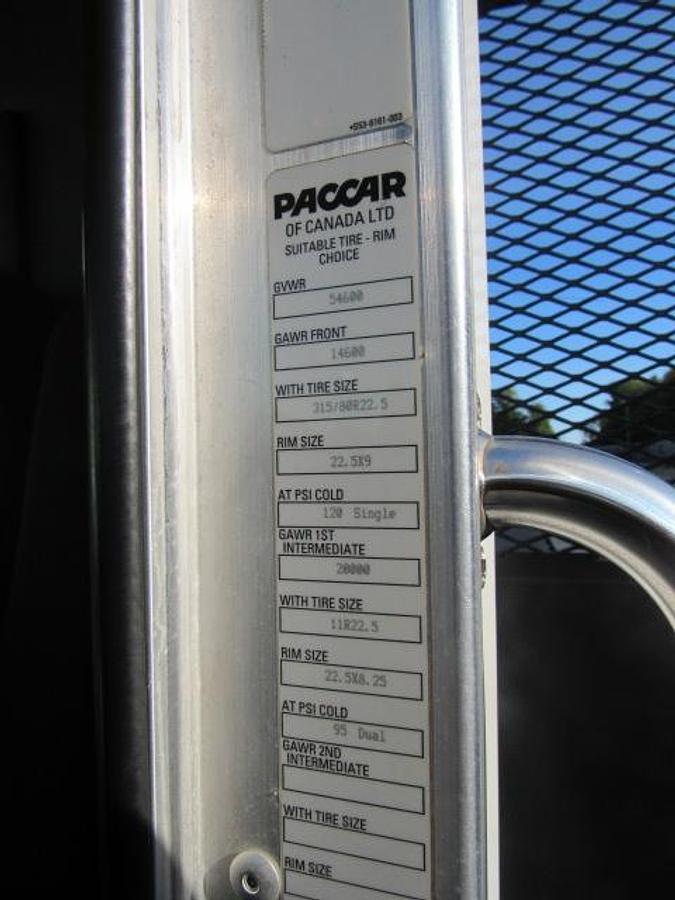 +S53-6161-003
PACCAR
OF CANADA LTD
SUITABLE TIRE - RIM
CHOICE
GVWR
54600
GAWR FRONT
14600
WITH TIRE SIZE
315/80R22.5
RIM SIZE
22.5X9
AT PSI COLD
120 Single
GAWR 1ST
INTERMEDIATE
20000
WITH TIRE SIZE
11R22.5
RIM SIZE
22.5X8.25
AT PSI COLD
95 Dual
GAWR 2ND
INTERMEDIATE
WITH TIRE SIZE
RIM SIZE